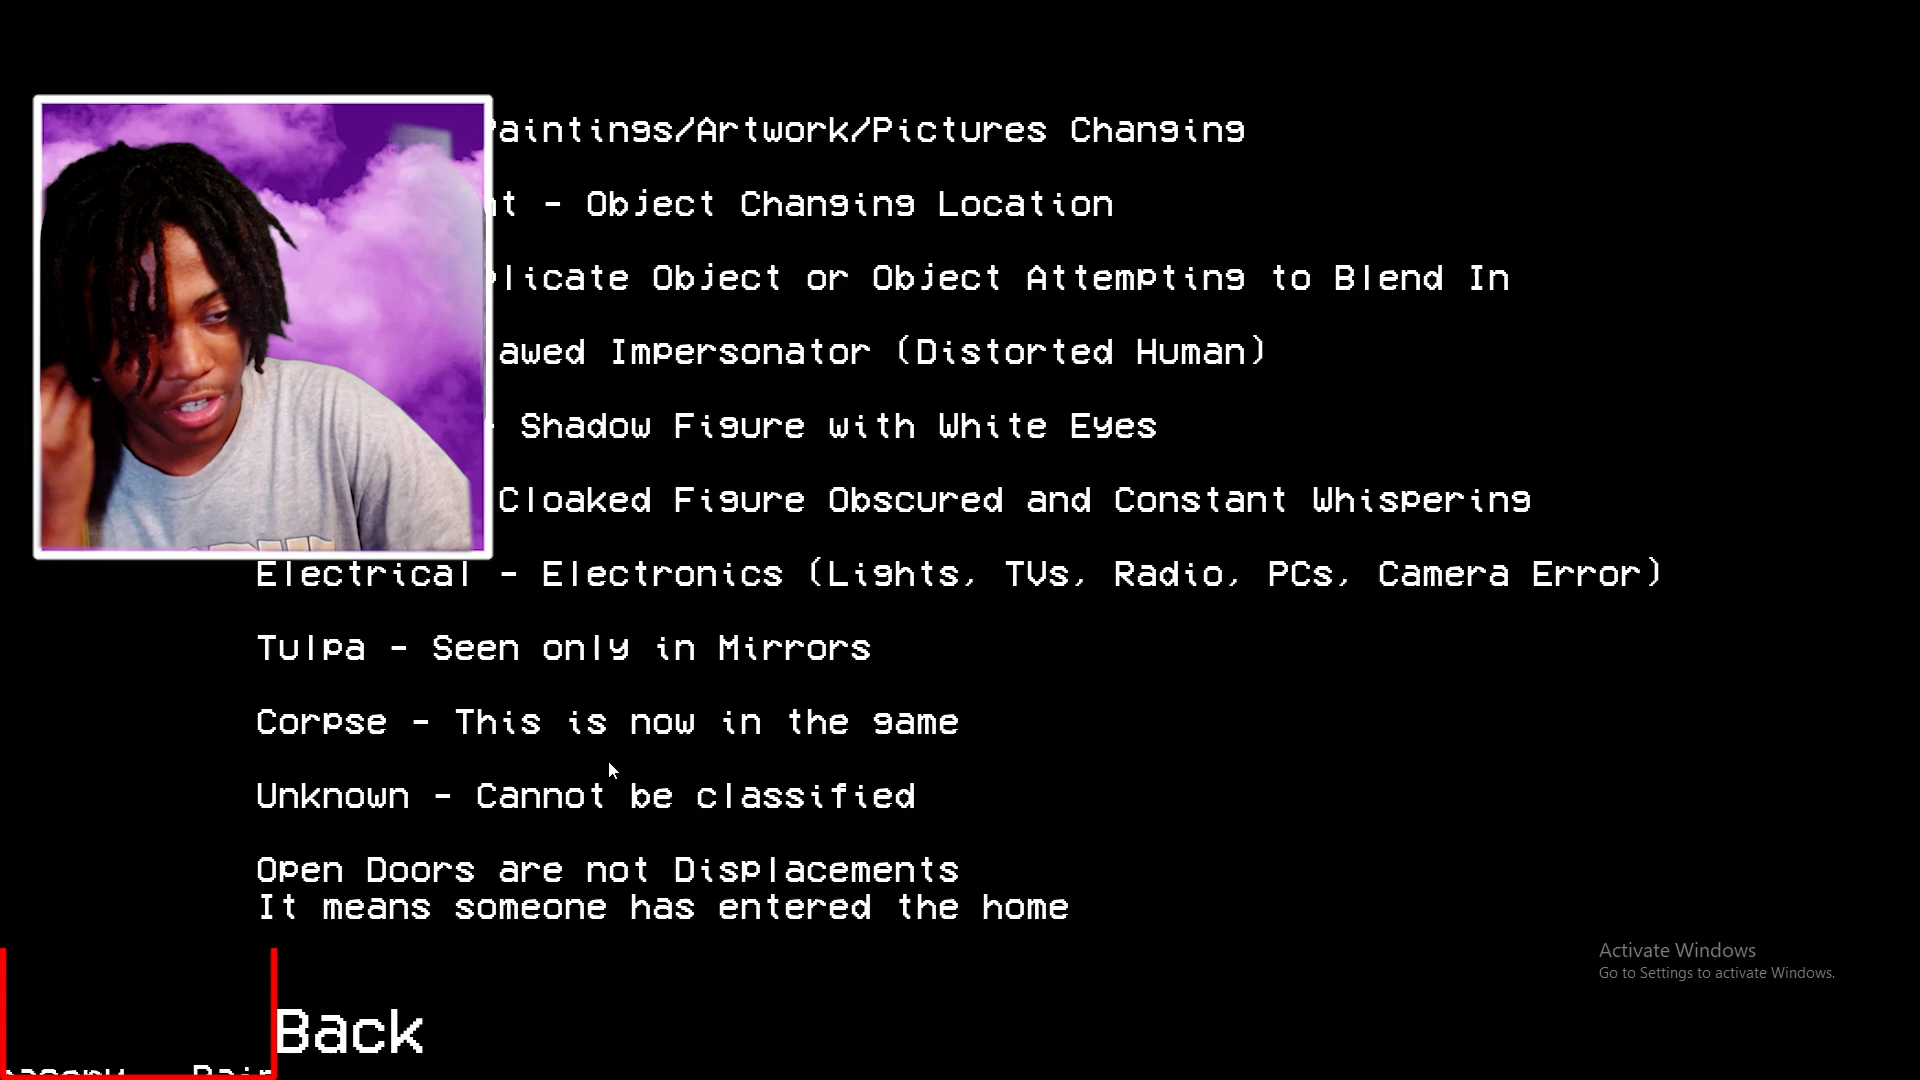 aintings/Artwork/Pictures Changing
t - Object Changing Location
licate Object or Object Attempting to Blend In
awed Impersonator (Distorted Human)
- Shadow Figure with White Eyes
Cloaked Figure Obscured and Constant Whispering
Electrical - Electronics (Lights, TVs, Radio, PCs, Camera Error)
Tulpa - Seen only in Mirrors
Corpse - This is now in the game
Unknown - Cannot be classified
Open Doors are not Displacements
It means someone has entered the home
Activate Windows
Go to Settings to activate Windows.
Back